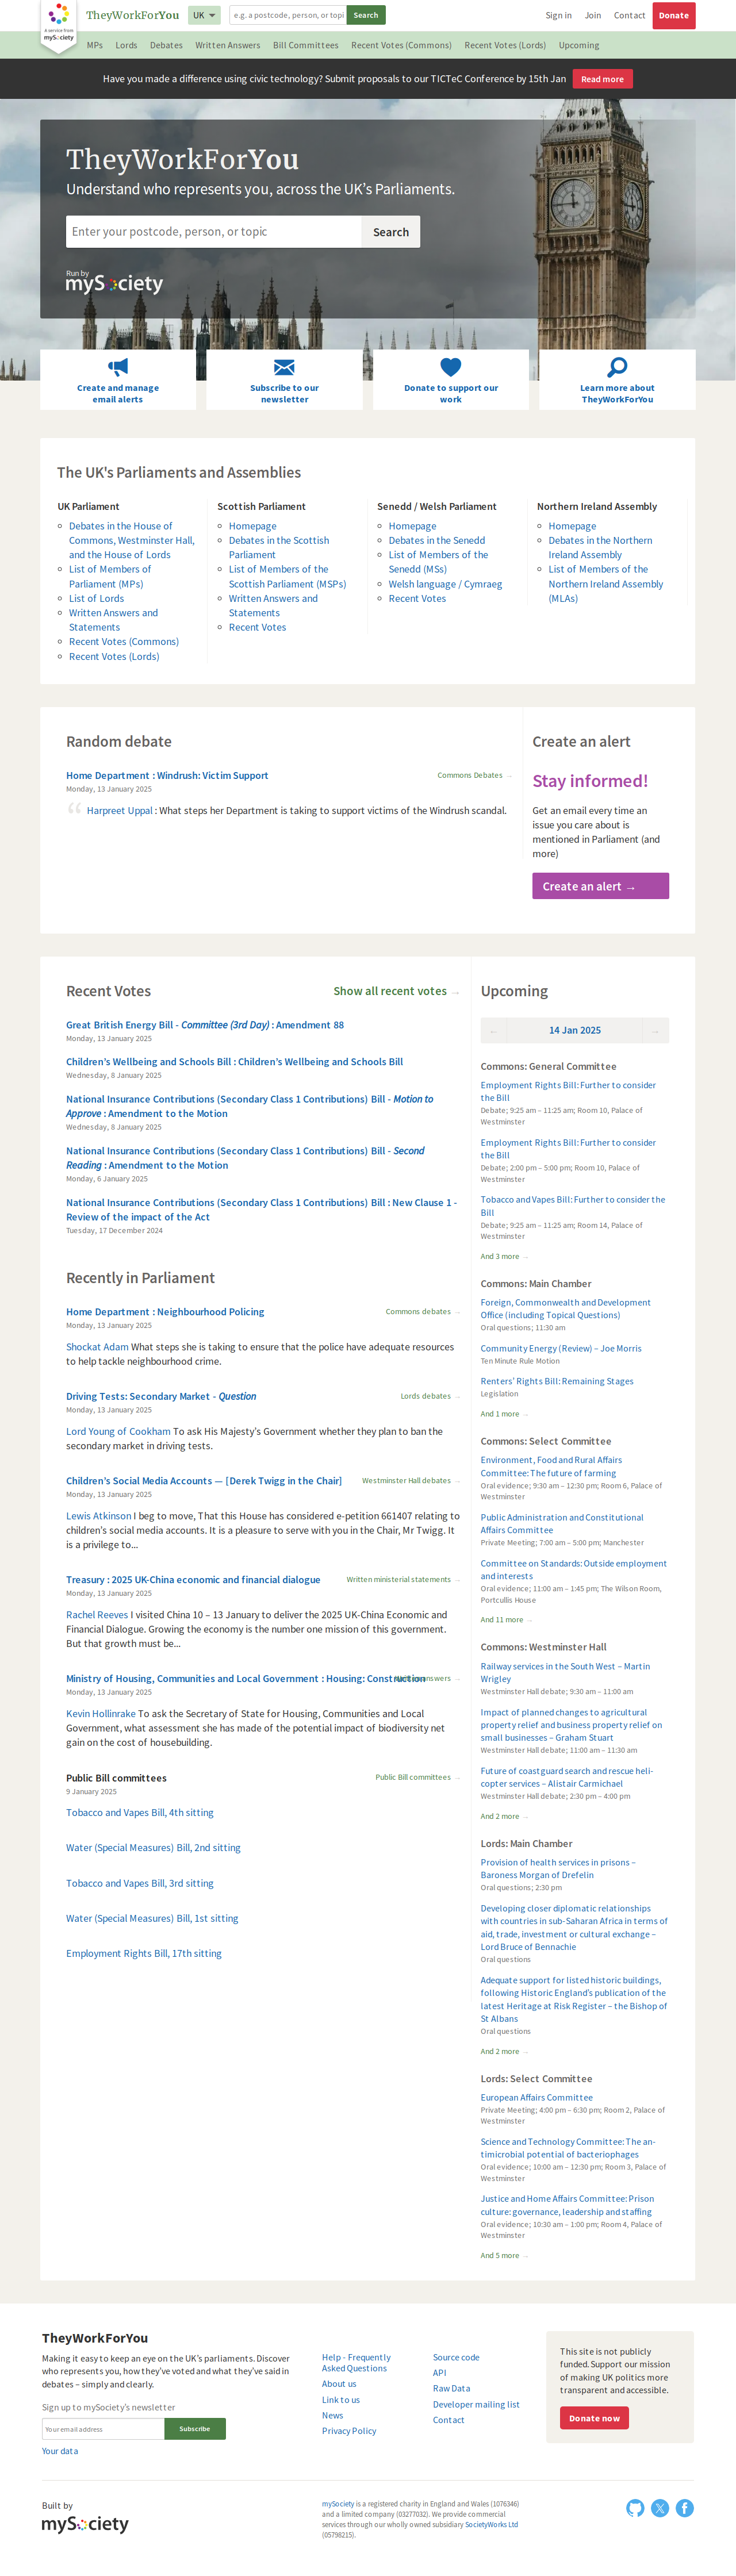 A service from
mySociety
TheyWorkForYou
UK
e.g. a postcode, person, or topi
Search
Sign in
Join
Contact
Donate
MPs
Lords
Debates
Written Answers
Bill Committees
Recent Votes (Commons)
Recent Votes (Lords)
Upcoming
Have you made a difference using civic technology? Submit proposals to our TICTeC Conference by 15th Jan
Read more
TheyWorkForYou
Understand who represents you, across the UK's Parliaments.
Enter your postcode, person, or topic
Search
Run by
mySociety
Create and manage
email alerts
Subscribe to our
newsletter
Donate to support our
work
Learn more about
TheyWorkForYou
The UK's Parliaments and Assemblies
UK Parliament
Debates in the House of
Commons, Westminster Hall,
and the House of Lords
List of Members of
Parliament (MPs)
List of Lords
Written Answers and
Statements
Recent Votes (Commons)
Recent Votes (Lords)
Scottish Parliament
Homepage
Debates in the Scottish
Parliament
List of Members of the
Scottish Parliament (MSPs)
Written Answers and
Statements
Recent Votes
Senedd / Welsh Parliament
Homepage
Debates in the Senedd
List of Members of the
Senedd (MSs)
Welsh language / Cymraeg
Recent Votes
Northern Ireland Assembly
Homepage
Debates in the Northern
Ireland Assembly
List of Members of the
Northern Ireland Assembly
(MLAs)
Random debate
Home Department : Windrush: Victim Support
Commons Debates →
Monday, 13 January 2025
“ Harpreet Uppal : What steps her Department is taking to support victims of the Windrush scandal.
Create an alert
Stay informed!
Get an email every time an
issue you care about is
mentioned in Parliament (and
more)
Create an alert →
Recent Votes
Show all recent votes →
Great British Energy Bill - Committee (3rd Day) : Amendment 88
Monday, 13 January 2025
Children's Wellbeing and Schools Bill : Children's Wellbeing and Schools Bill
Wednesday, 8 January 2025
National Insurance Contributions (Secondary Class 1 Contributions) Bill - Motion to
Approve : Amendment to the Motion
Wednesday, 8 January 2025
National Insurance Contributions (Secondary Class 1 Contributions) Bill - Second
Reading : Amendment to the Motion
Monday, 6 January 2025
National Insurance Contributions (Secondary Class 1 Contributions) Bill : New Clause 1 -
Review of the impact of the Act
Tuesday, 17 December 2024
Recently in Parliament
Home Department : Neighbourhood Policing
Commons debates →
Monday, 13 January 2025
Shockat Adam What steps she is taking to ensure that the police have adequate resources
to help tackle neighbourhood crime.
Driving Tests: Secondary Market - Question
Lords debates →
Monday, 13 January 2025
Lord Young of Cookham To ask His Majesty's Government whether they plan to ban the
secondary market in driving tests.
Children's Social Media Accounts — [Derek Twigg in the Chair]
Westminster Hall debates →
Monday, 13 January 2025
Lewis Atkinson I beg to move, That this House has considered e-petition 661407 relating to
children's social media accounts. It is a pleasure to serve with you in the Chair, Mr Twigg. It
is a privilege to...
Treasury : 2025 UK-China economic and financial dialogue
Written ministerial statements →
Monday, 13 January 2025
Rachel Reeves I visited China 10 – 13 January to deliver the 2025 UK-China Economic and
Financial Dialogue. Growing the economy is the number one mission of this government.
But that growth must be...
Ministry of Housing, Communities and Local Government : Housing: Construction
answers →
Monday, 13 January 2025
Kevin Hollinrake To ask the Secretary of State for Housing, Communities and Local
Government, what assessment she has made of the potential impact of biodiversity net
gain on the cost of housebuilding.
Public Bill committees
Public Bill committees →
9 January 2025
Tobacco and Vapes Bill, 4th sitting
Water (Special Measures) Bill, 2nd sitting
Tobacco and Vapes Bill, 3rd sitting
Water (Special Measures) Bill, 1st sitting
Employment Rights Bill, 17th sitting
Upcoming
← 14 Jan 2025 →
Commons: General Committee
Employment Rights Bill: Further to consider
the Bill
Debate; 9:25 am – 11:25 am; Room 10, Palace of
Westminster
Employment Rights Bill: Further to consider
the Bill
Debate; 2:00 pm – 5:00 pm; Room 10, Palace of
Westminster
Tobacco and Vapes Bill: Further to consider the
Bill
Debate; 9:25 am – 11:25 am; Room 14, Palace of
Westminster
And 3 more →
Commons: Main Chamber
Foreign, Commonwealth and Development
Office (including Topical Questions)
Oral questions; 11:30 am
Community Energy (Review) – Joe Morris
Ten Minute Rule Motion
Renters' Rights Bill: Remaining Stages
Legislation
And 1 more →
Commons: Select Committee
Environment, Food and Rural Affairs
Committee: The future of farming
Oral evidence; 9:30 am – 12:30 pm; Room 6, Palace of
Westminster
Public Administration and Constitutional
Affairs Committee
Private Meeting; 7:00 am – 5:00 pm; Manchester
Committee on Standards: Outside employment
and interests
Oral evidence; 11:00 am – 1:45 pm; The Wilson Room,
Portcullis House
And 11 more →
Commons: Westminster Hall
Railway services in the South West – Martin
Wrigley
Westminster Hall debate; 9:30 am – 11:00 am
Impact of planned changes to agricultural
property relief and business property relief on
small businesses – Graham Stuart
Westminster Hall debate; 11:00 am – 11:30 am
Future of coastguard search and rescue heli-
copter services – Alistair Carmichael
Westminster Hall debate; 2:30 pm – 4:00 pm
And 2 more →
Lords: Main Chamber
Provision of health services in prisons –
Baroness Morgan of Drefelin
Oral questions; 2:30 pm
Developing closer diplomatic relationships
with countries in sub-Saharan Africa in terms of
aid, trade, investment or cultural exchange –
Lord Bruce of Bennachie
Oral questions
Adequate support for listed historic buildings,
following Historic England's publication of the
latest Heritage at Risk Register – the Bishop of
St Albans
Oral questions
And 2 more →
Lords: Select Committee
European Affairs Committee
Private Meeting; 4:00 pm – 6:30 pm; Room 2, Palace of
Westminster
Science and Technology Committee: The an-
timicrobial potential of bacteriophages
Oral evidence; 10:00 am – 12:30 pm; Room 3, Palace of
Westminster
Justice and Home Affairs Committee: Prison
culture: governance, leadership and staffing
Oral evidence; 10:30 am – 1:00 pm; Room 4, Palace of
Westminster
And 5 more →
TheyWorkForYou
Making it easy to keep an eye on the UK's parliaments. Discover
who represents you, how they've voted and what they've said in
debates – simply and clearly.
Sign up to mySociety's newsletter
Your email address
Subscribe
Your data
Help - Frequently
Asked Questions
About us
Link to us
News
Privacy Policy
Source code
API
Raw Data
Developer mailing list
Contact
This site is not publicly
funded. Support our mission
of making UK politics more
transparent and accessible.
Donate now
Built by
mySociety
mySociety is a registered charity in England and Wales (1076346)
and a limited company (03277032). We provide commercial
services through our wholly owned subsidiary SocietyWorks Ltd
(05798215).